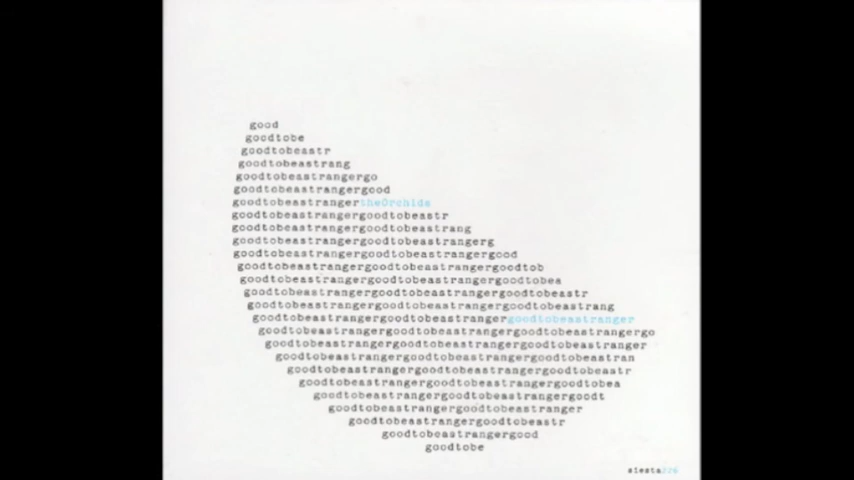 good
goodtobe
goodtobeastr
goodtobeastrang
goodtobeastrangergo
goodtobeastrangergood
goodtobeastrangertheOrchids
goodtobeastrangergoodtobeastr
goodtobeastrangergoodtobeastrang
goodtobeastrangergoodtobeastrangerg
goodtobeastrangergoodtobeastrangergood
goodtobeastrangergoodtobeastrangergoodtob
goodtobeastrangergoodtobeastrangergoodtobea
goodtobeastrangergoodtobeastrangergoodtobeastr
goodtobeastrangergoodtobeastrangergoodtobeastrang
goodtobeastrangergoodtobeastrangergoodtobeastranger
goodtobeastrangergoodtobeastrangergoodtobeastrangergo
goodtobeastrangergoodtobeastrangergoodtobeastranger
goodtobeastrangergoodtobeastrangergoodtobeastran
goodtobeastrangergoodtobeastrangergoodtobeastr
goodtobeastrangergoodtobeastrangergoodtobea
goodtobeastrangergoodtobeastrangergoodt
goodtobeastrangergoodtobeastranger
goodtobeastrangergoodtobeastr
goodtobeastrangergood
goodtobe